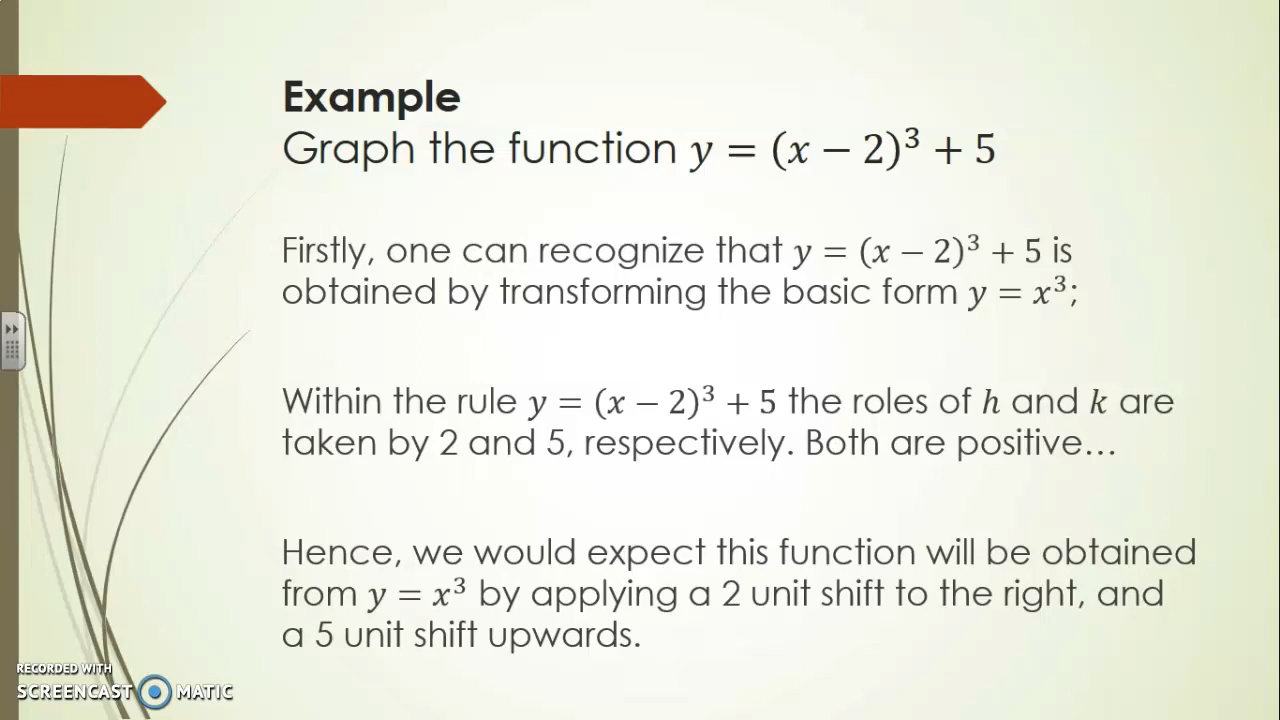 Example
Graph the function y = (x − 2)³ + 5
Firstly, one can recognize that y = (x − 2)³ + 5 is
obtained by transforming the basic form y = x³;
Within the rule y = (x − 2)³ + 5 the roles of h and k are
taken by 2 and 5, respectively. Both are positive…
Hence, we would expect this function will be obtained
from y = x³ by applying a 2 unit shift to the right, and
a 5 unit shift upwards.
RECORDED WITH
SCREENCAST MATIC